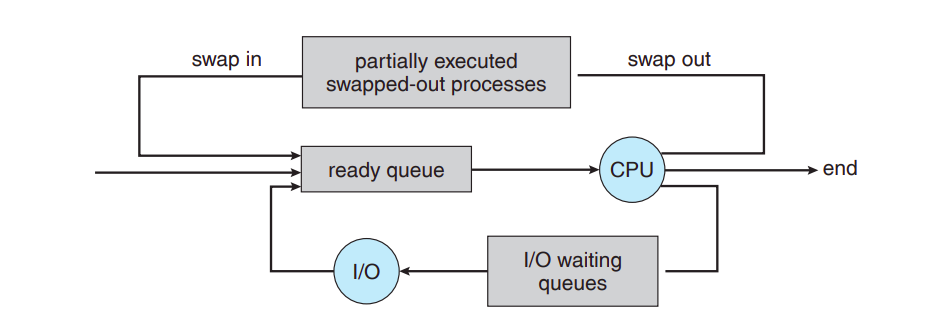 swap in
partially executed
swapped-out processes
swap out
ready queue
CPU
end
I/O
I/O waiting
queues